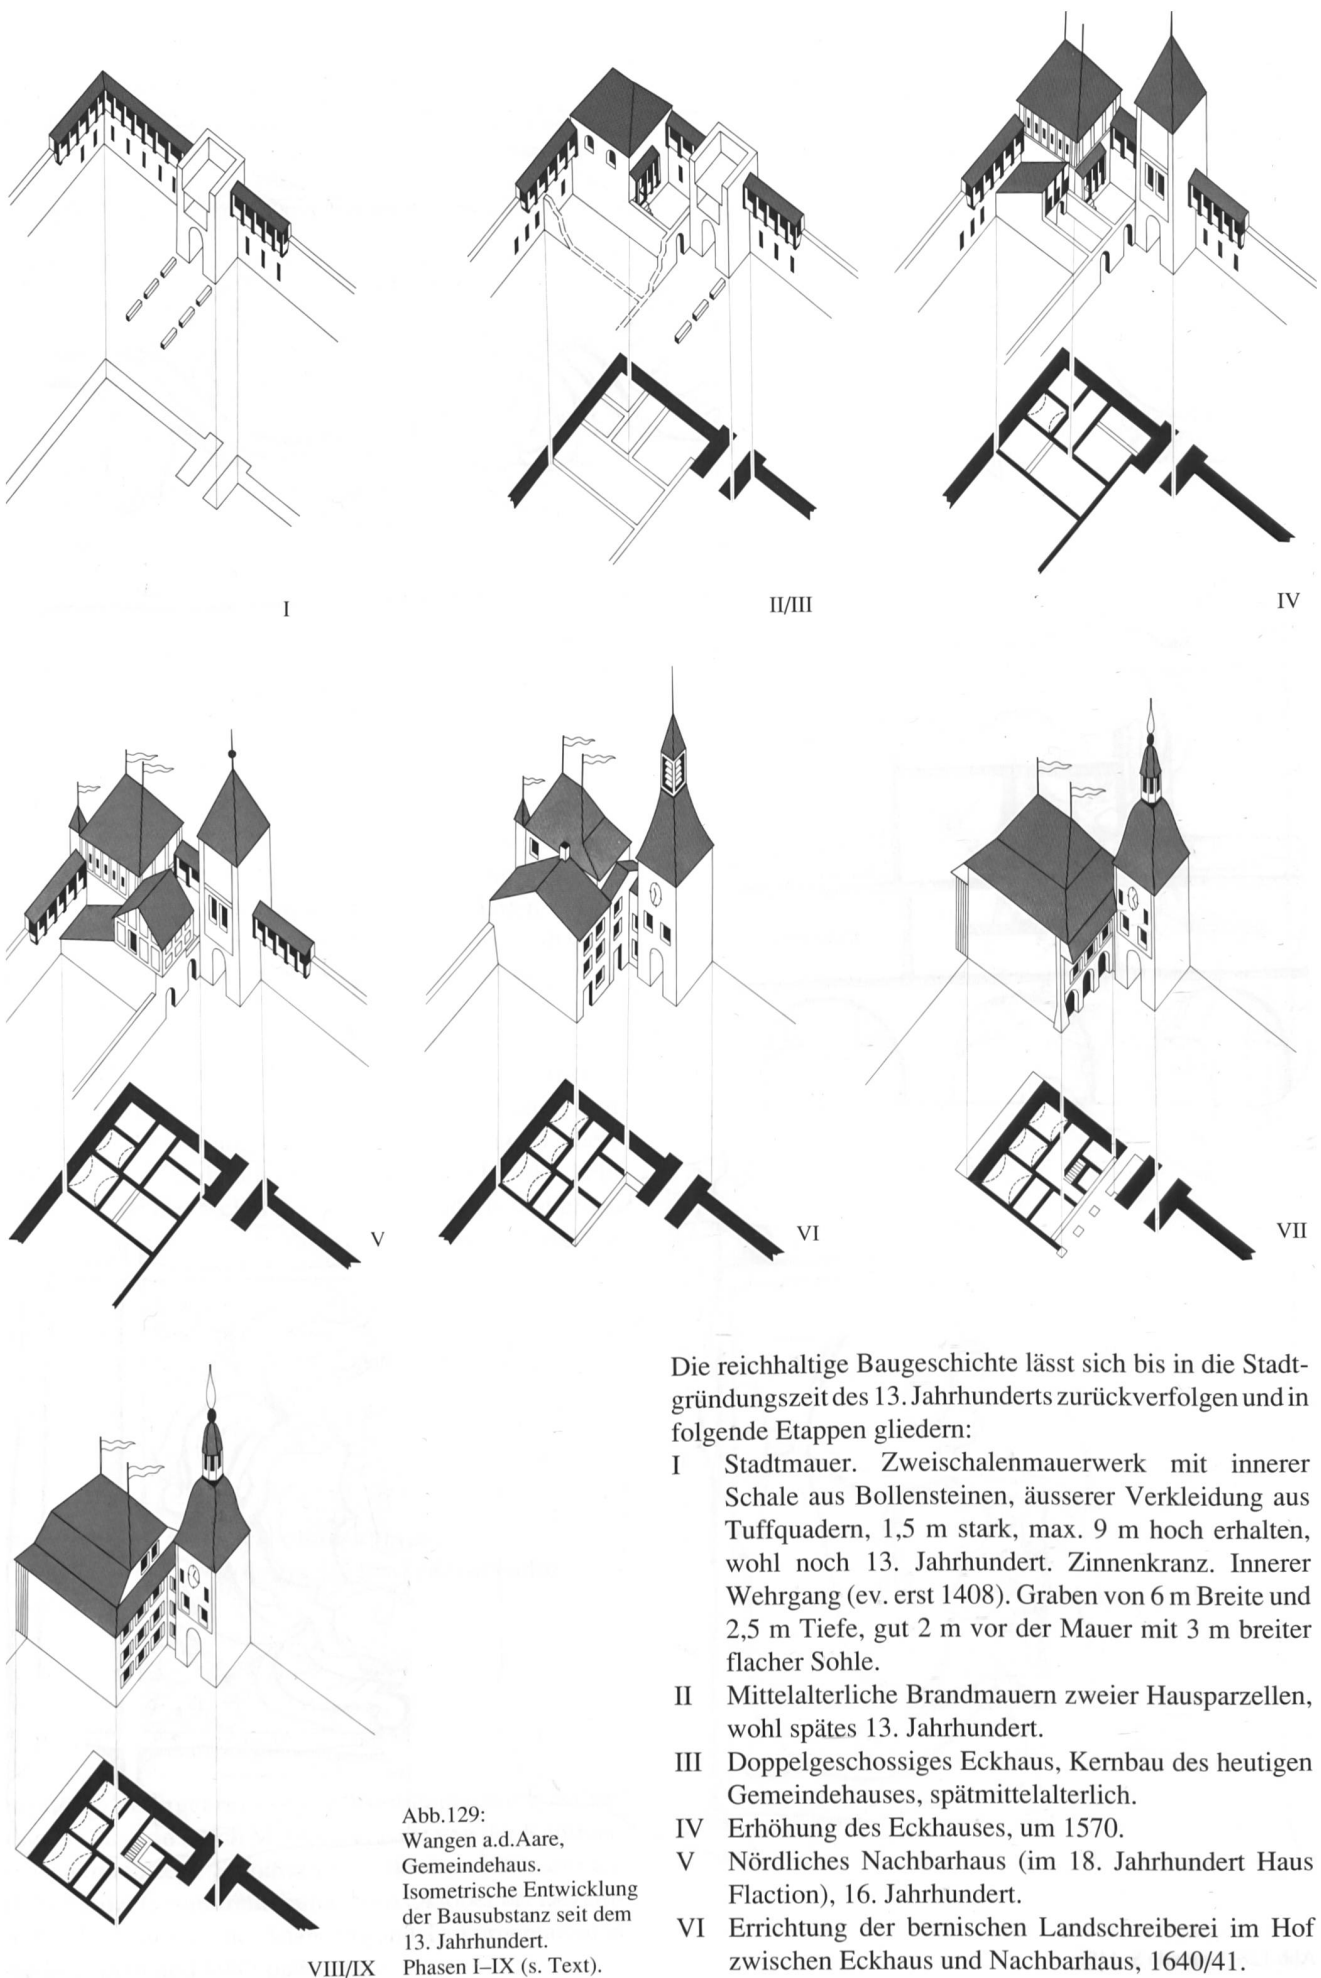 I
II/III
IV
V
VI
VII
VIII/IX
Abb.129:
Wangen a.d.Aare,
Gemeindehaus.
Isometrische Entwicklung
der Bausubstanz seit dem
13. Jahrhundert.
Phasen I–IX (s. Text).
Die reichhaltige Baugeschichte lässt sich bis in die Stadt-
gründungszeit des 13. Jahrhunderts zurückverfolgen und in
folgende Etappen gliedern:
I Stadtmauer. Zweischalenmauerwerk mit innerer
Schale aus Bollensteinen, äusserer Verkleidung aus
Tuffquadern, 1,5 m stark, max. 9 m hoch erhalten,
wohl noch 13. Jahrhundert. Zinnenkranz. Innerer
Wehrgang (ev. erst 1408). Graben von 6 m Breite und
2,5 m Tiefe, gut 2 m vor der Mauer mit 3 m breiter
flacher Sohle.
II Mittelalterliche Brandmauern zweier Hausparzellen,
wohl spätes 13. Jahrhundert.
III Doppelgeschossiges Eckhaus, Kernbau des heutigen
Gemeindehauses, spätmittelalterlich.
IV Erhöhung des Eckhauses, um 1570.
V Nördliches Nachbarhaus (im 18. Jahrhundert Haus
Flaction), 16. Jahrhundert.
VI Errichtung der bernischen Landschreiberei im Hof
zwischen Eckhaus und Nachbarhaus, 1640/41.